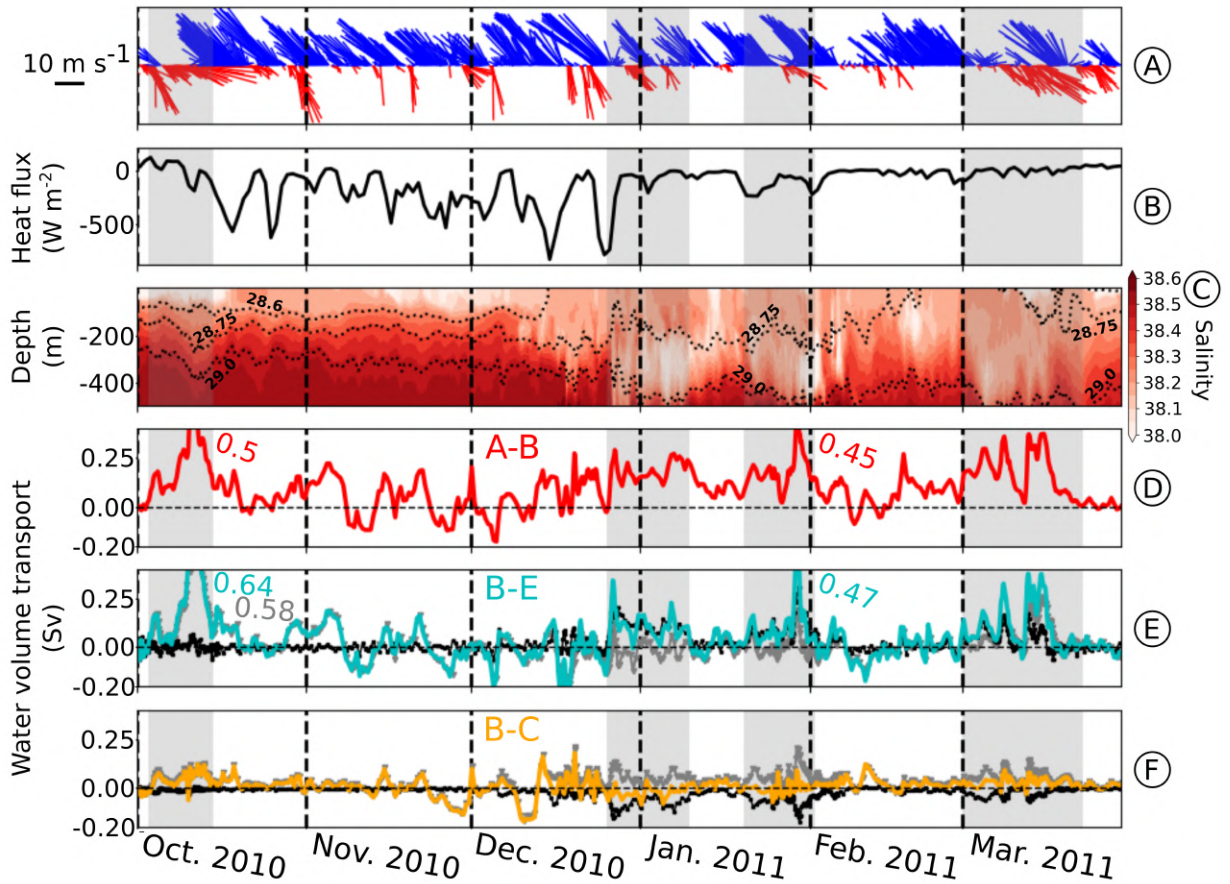 10 m s⁻¹
A
Heat flux
(W m⁻²)
0
-500
B
Depth
(m)
-200
-400
28.6
28.75
29.0
28.75
29.0
28.75
29.0
38.6
38.5
38.4
38.3
38.2
38.1
38.0
Salinity
C
Water volume transport
(Sv)
0.25
0.00
-0.20
0.5
A-B
0.45
D
0.25
0.00
-0.20
0.64
0.58
B-E
0.47
E
0.25
0.00
-0.20
B-C
F
Oct. 2010
Nov. 2010
Dec. 2010
Jan. 2011
Feb. 2011
Mar. 2011